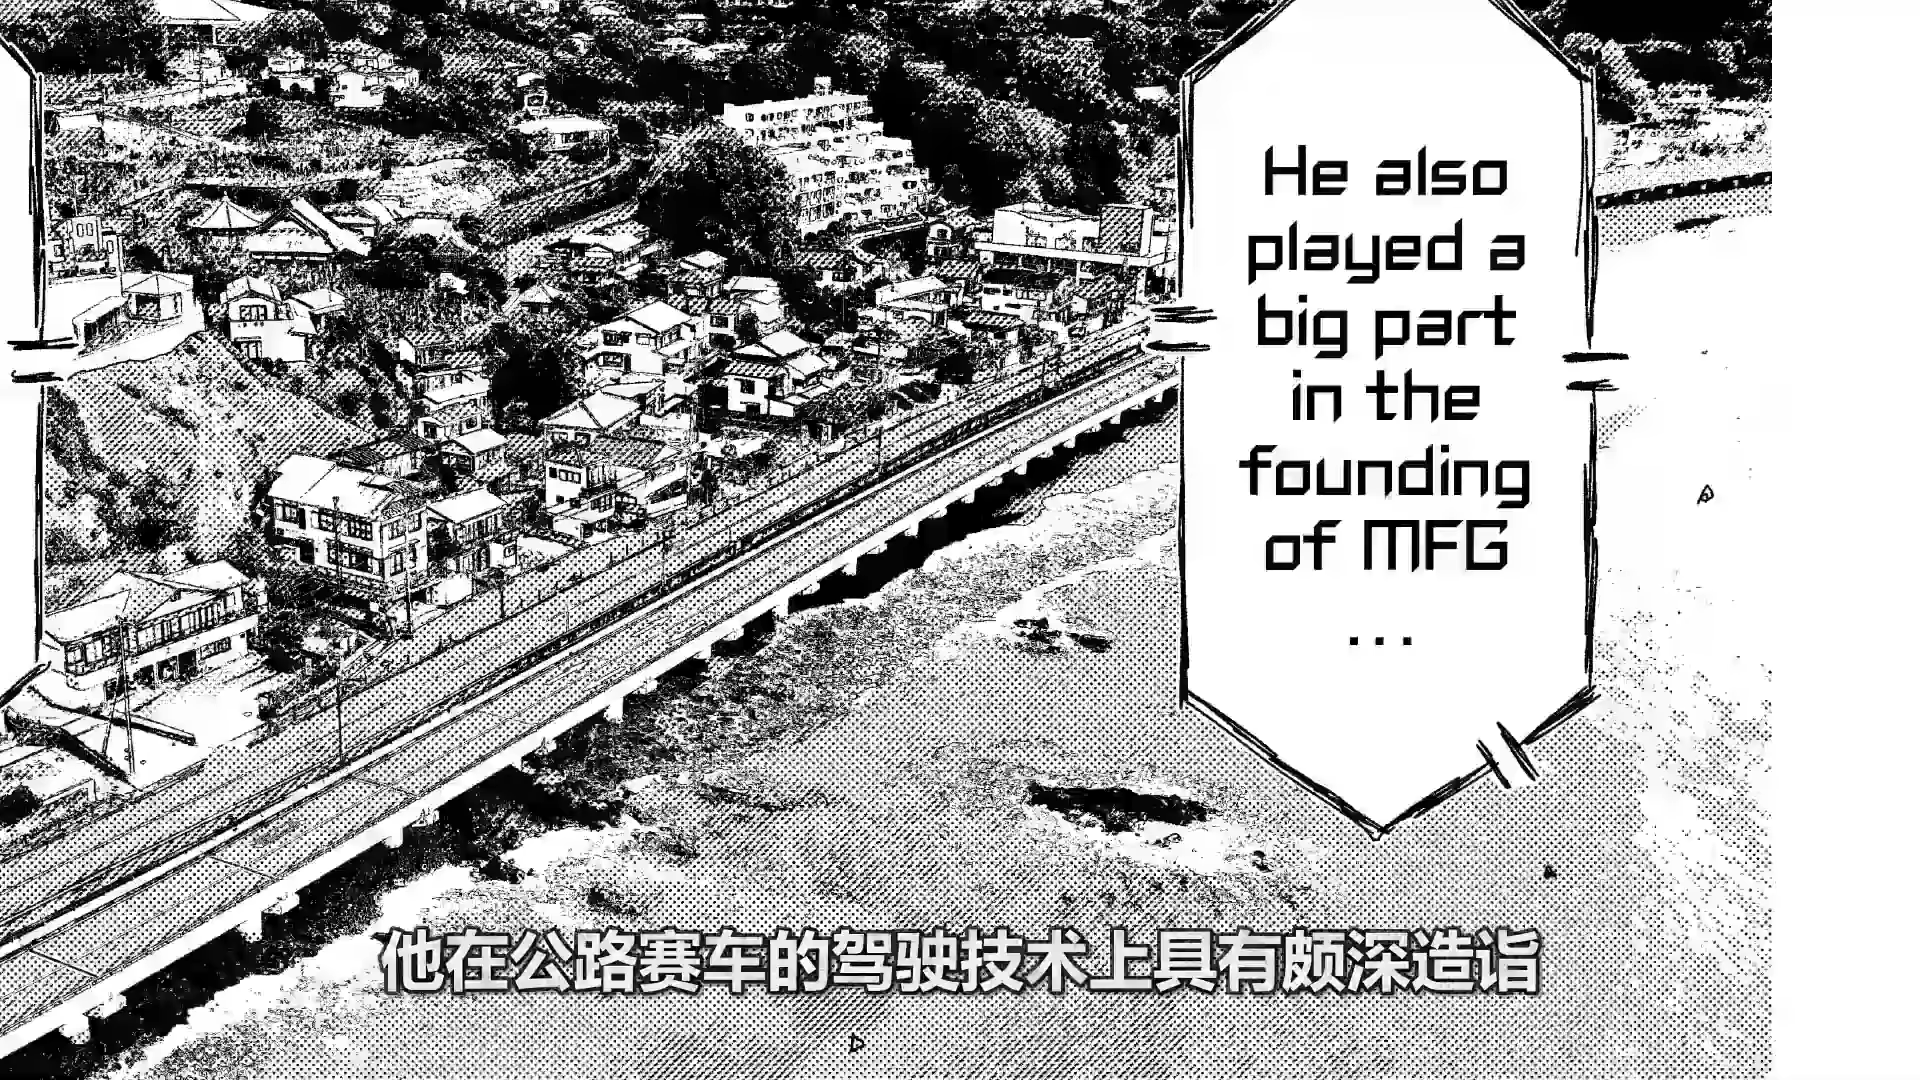 He also
played a
big part
in the
founding
of MFG
...
他在公路赛车的驾驶技术上具有颇深造诣